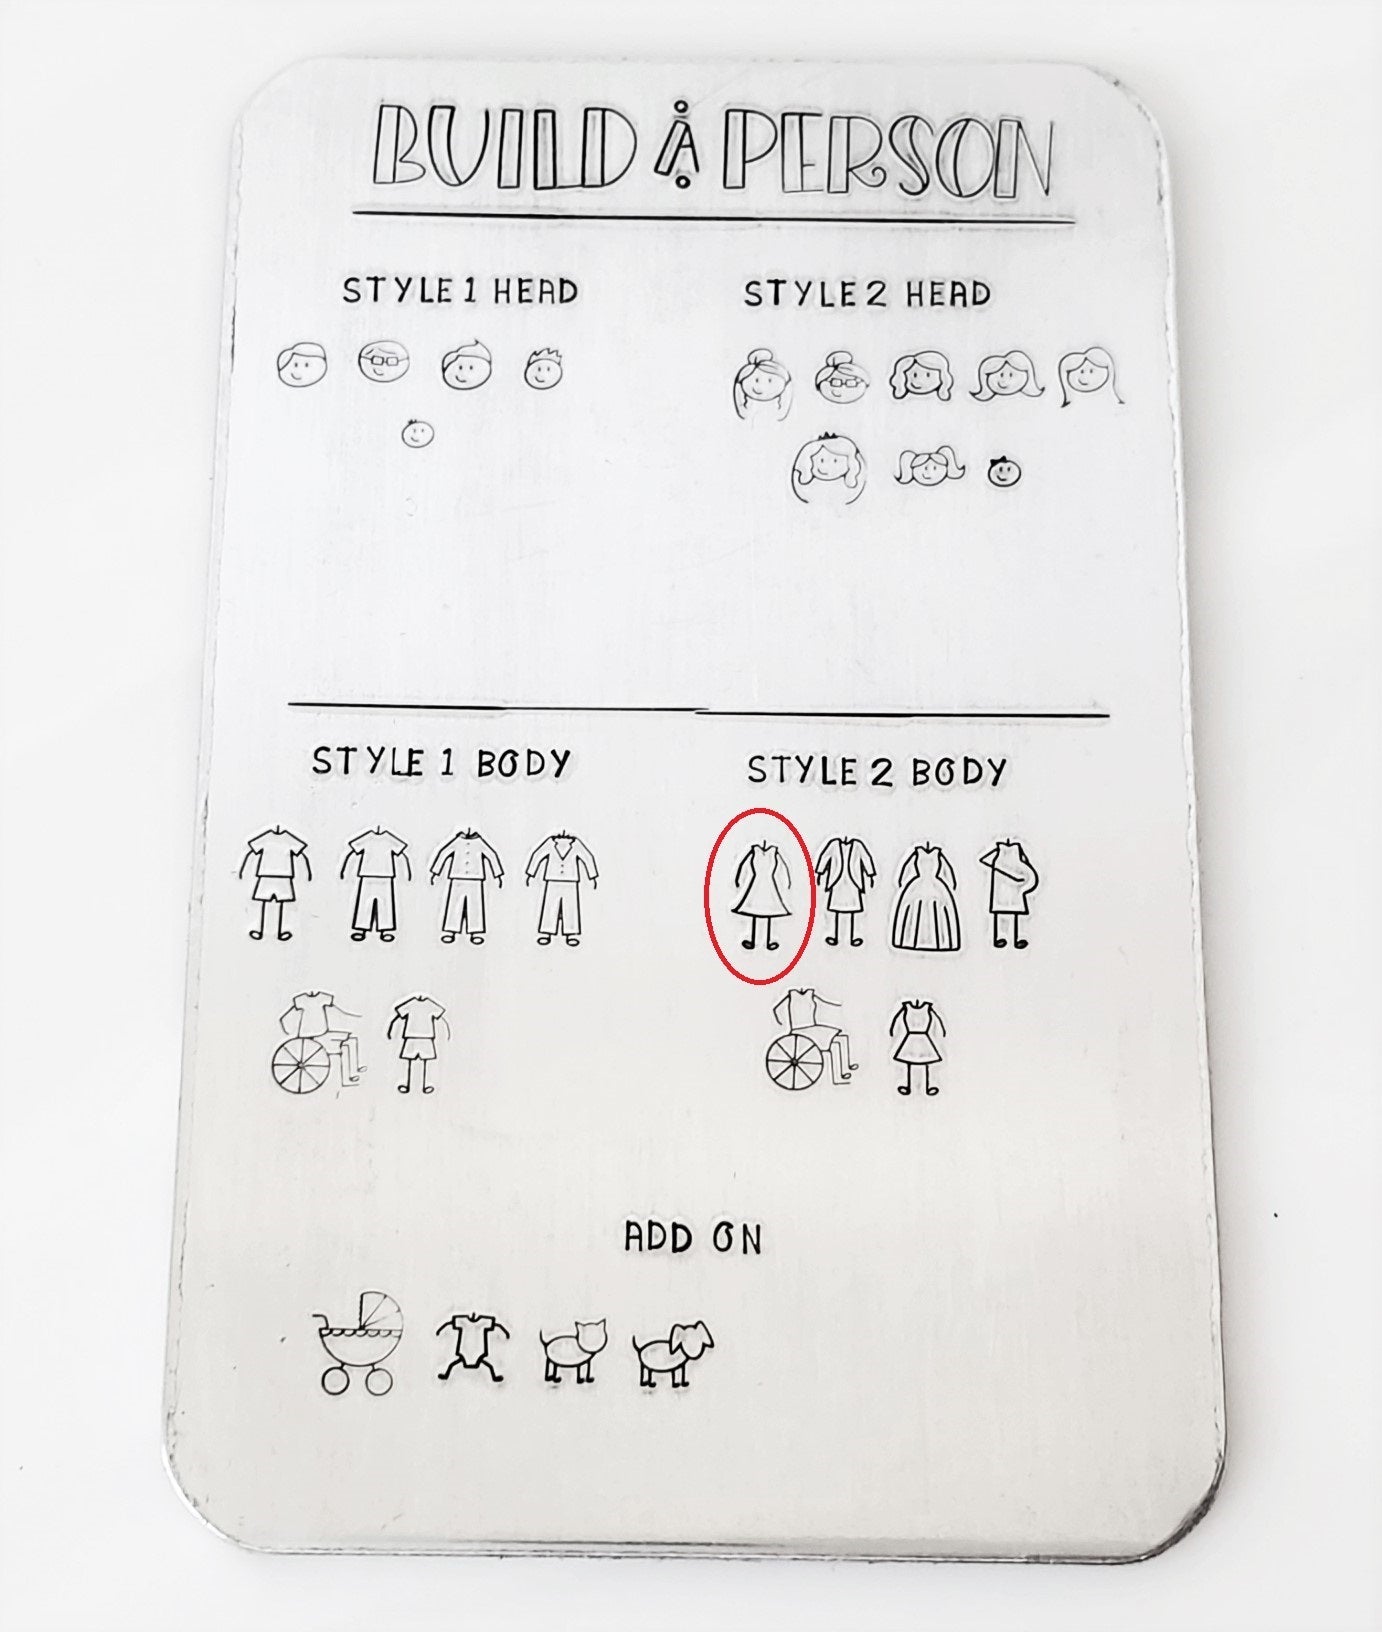 BUILD A PERSON
STYLE 1 HEAD
STYLE 2 HEAD
STYLE 1 BODY
STYLE 2 BODY
ADD ON